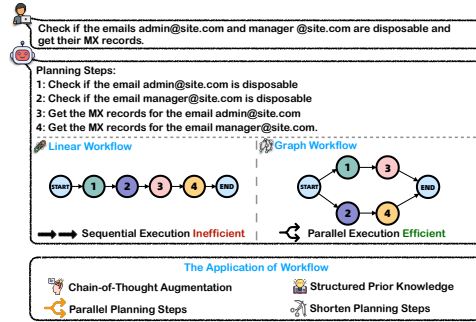 Check if the emails admin@site.com and manager @site.com are disposable and
get their MX records.
Planning Steps:
1: Check if the email admin@site.com is disposable
2: Check if the email manager@site.com is disposable
3: Get the MX records for the email admin@site.com
4: Get the MX records for the email manager@site.com.
Linear Workflow
START 1 2 3 4 END
Sequential Execution Inefficient
Graph Workflow
1 3
START END
2 4
Parallel Execution Efficient
The Application of Workflow
Chain-of-Thought Augmentation
Structured Prior Knowledge
Parallel Planning Steps
Shorten Planning Steps